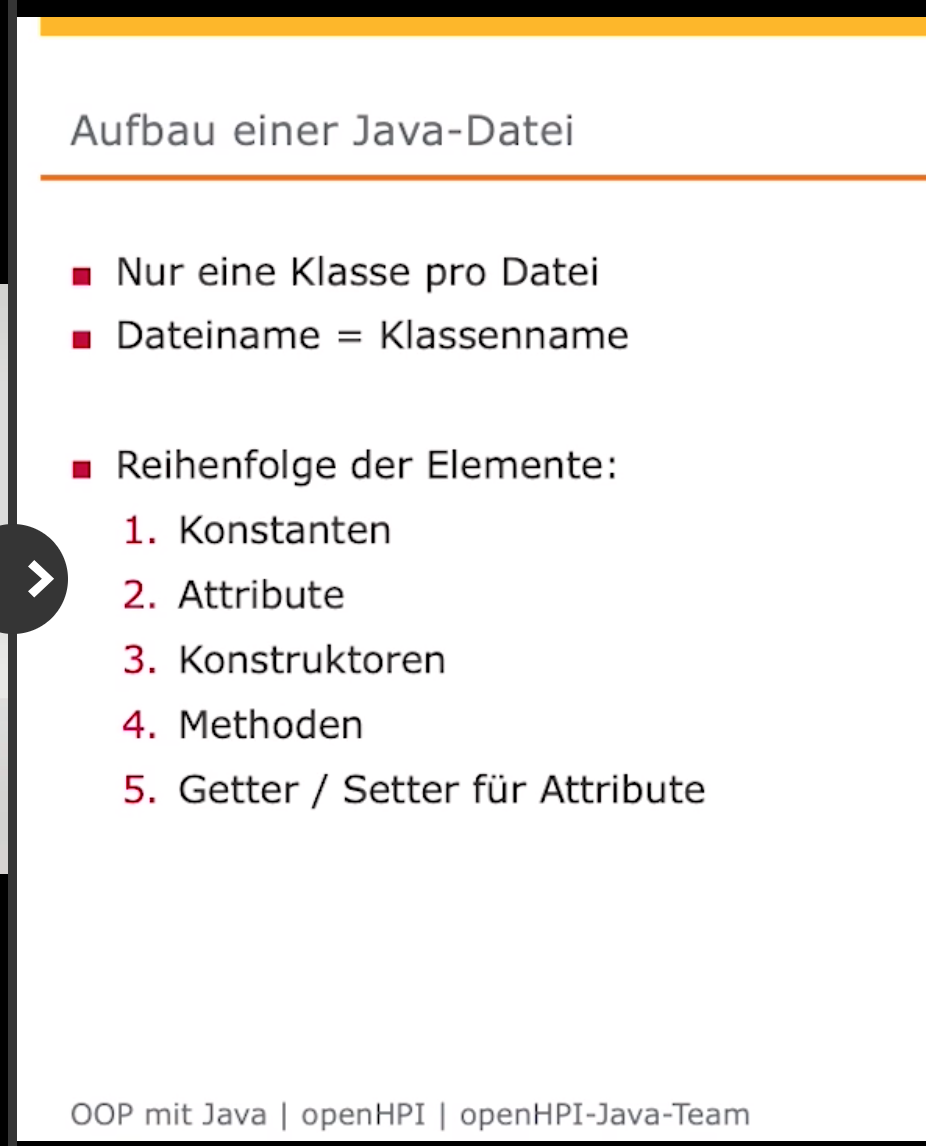 Aufbau einer Java-Datei
Nur eine Klasse pro Datei
Dateiname = Klassenname
Reihenfolge der Elemente:
1. Konstanten
2. Attribute
3. Konstruktoren
4. Methoden
5. Getter / Setter für Attribute
OOP mit Java | openHPI | openHPI-Java-Team